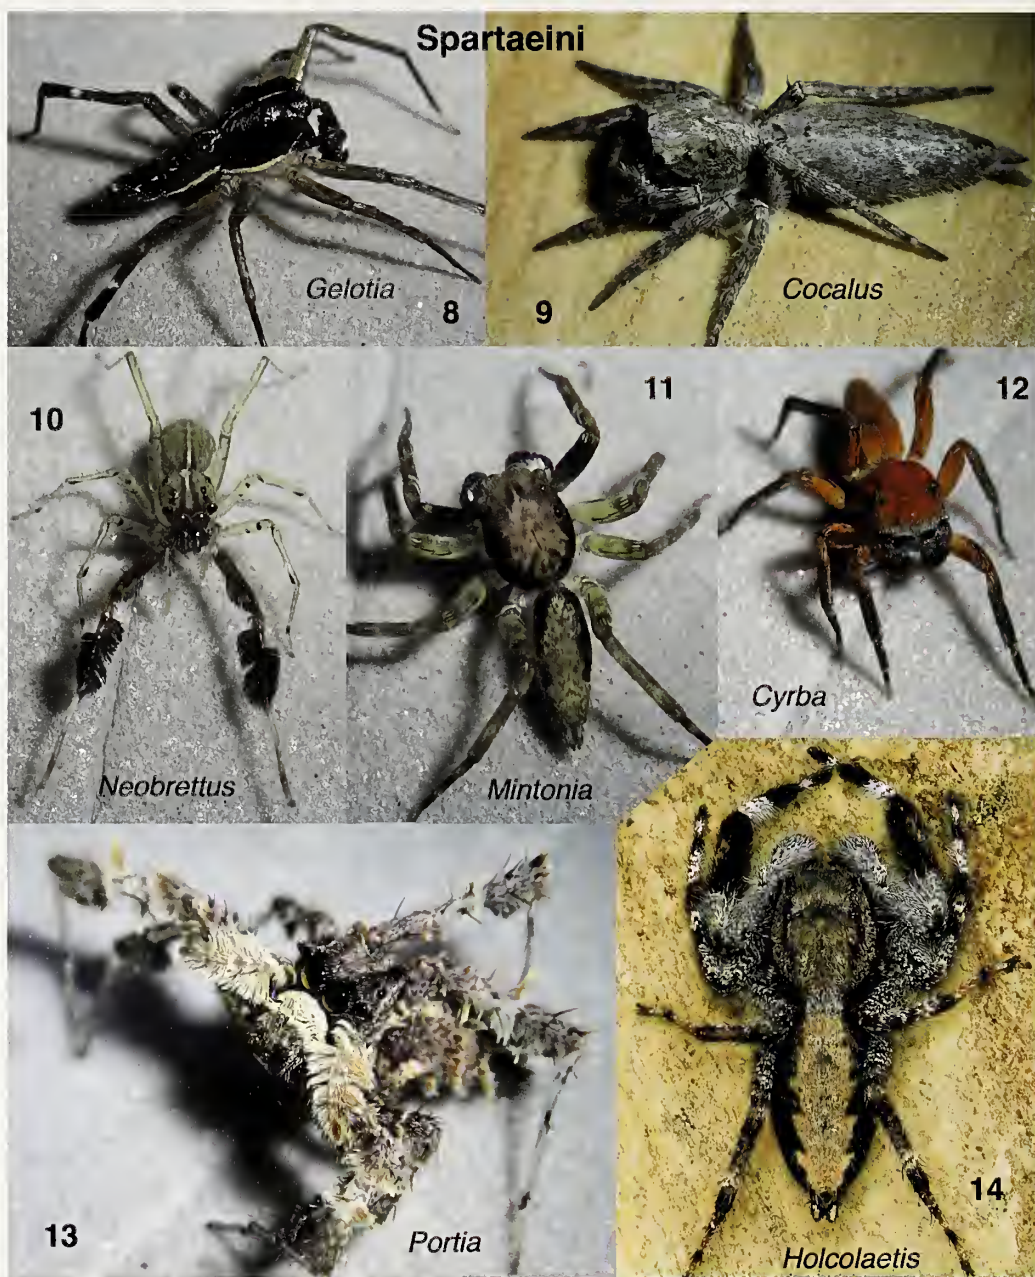 Spartaeini
Gelotia
8
9
Cocalus
10
11
12
Neobrettus
Mintonia
Cyrba
13
Portia
14
Holcolaetis